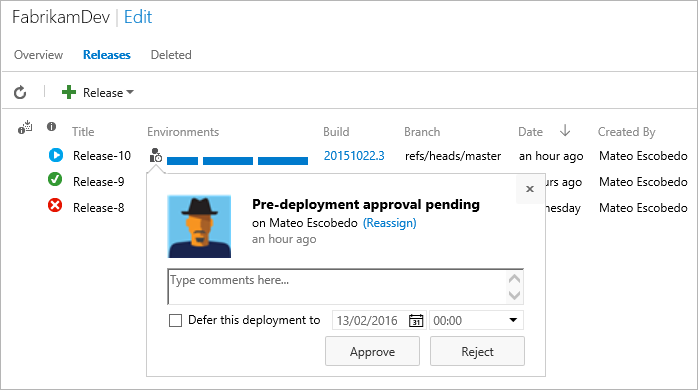 FabrikamDev | Edit
Overview Releases Deleted
Release
Title Environments Build Branch Date Created By
Release-10 20151022.3 refs/heads/master an hour ago Mateo Escobedo
Release-9 urs ago Mateo Escobedo
Release-8 nesday Mateo Escobedo
Pre-deployment approval pending
on Mateo Escobedo (Reassign)
an hour ago
Type comments here...
Defer this deployment to 13/02/2016 31 00:00
Approve Reject